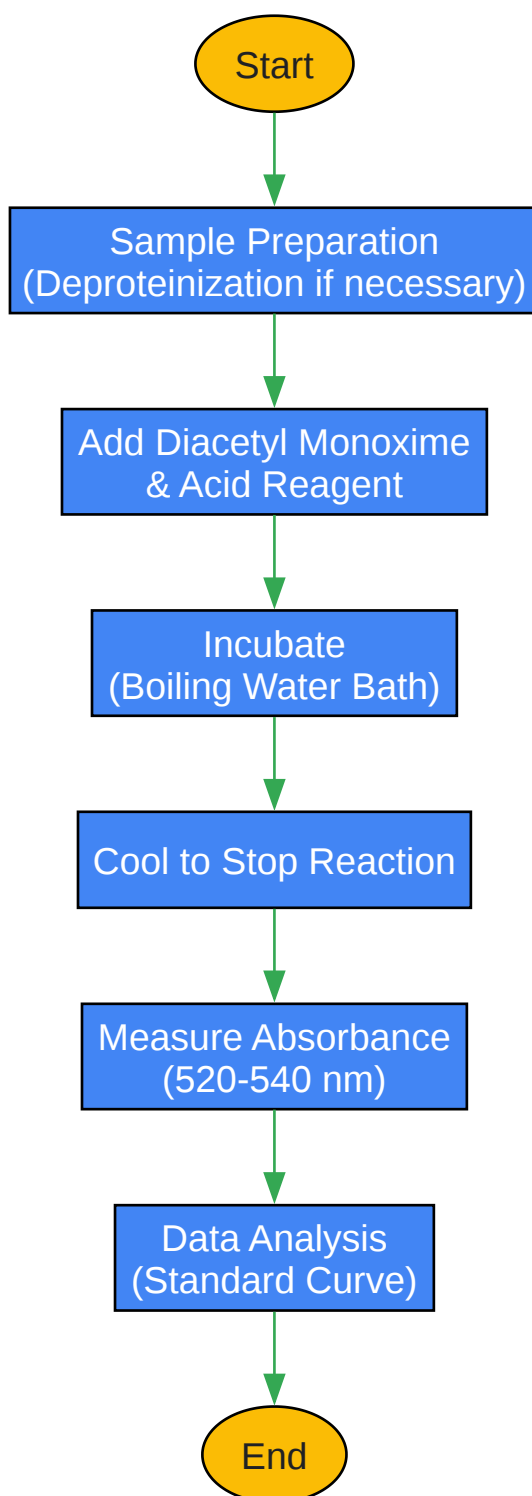 Start
Sample Preparation
(Deproteinization if necessary)
Add Diacetyl Monoxime
& Acid Reagent
Incubate
(Boiling Water Bath)
Cool to Stop Reaction
Measure Absorbance
(520-540 nm)
Data Analysis
(Standard Curve)
End